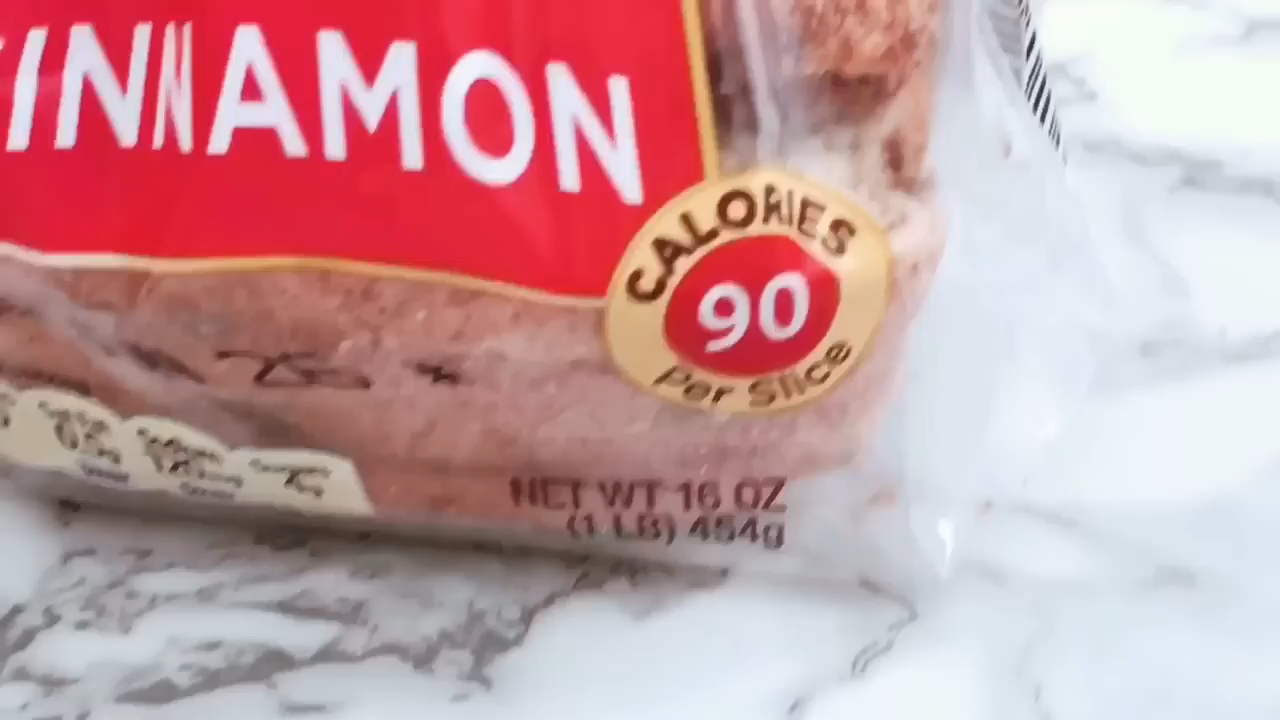 INNAMON
CALORIES
90
Per Slice
NET WT 16 OZ
(1 LB) 454g